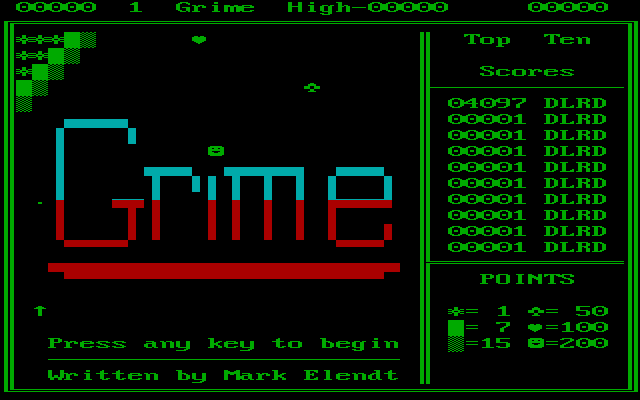 00000 1 Grime High-00000 00000
Top Ten
Scores
04097 DLRD
00001 DLRD
00001 DLRD
00001 DLRD
00001 DLRD
00001 DLRD
00001 DLRD
00001 DLRD
00001 DLRD
00001 DLRD
Grime
POINTS
= 1 = 50
= 7 =100
=15 =200
Press any key to begin
Written by Mark Elendt